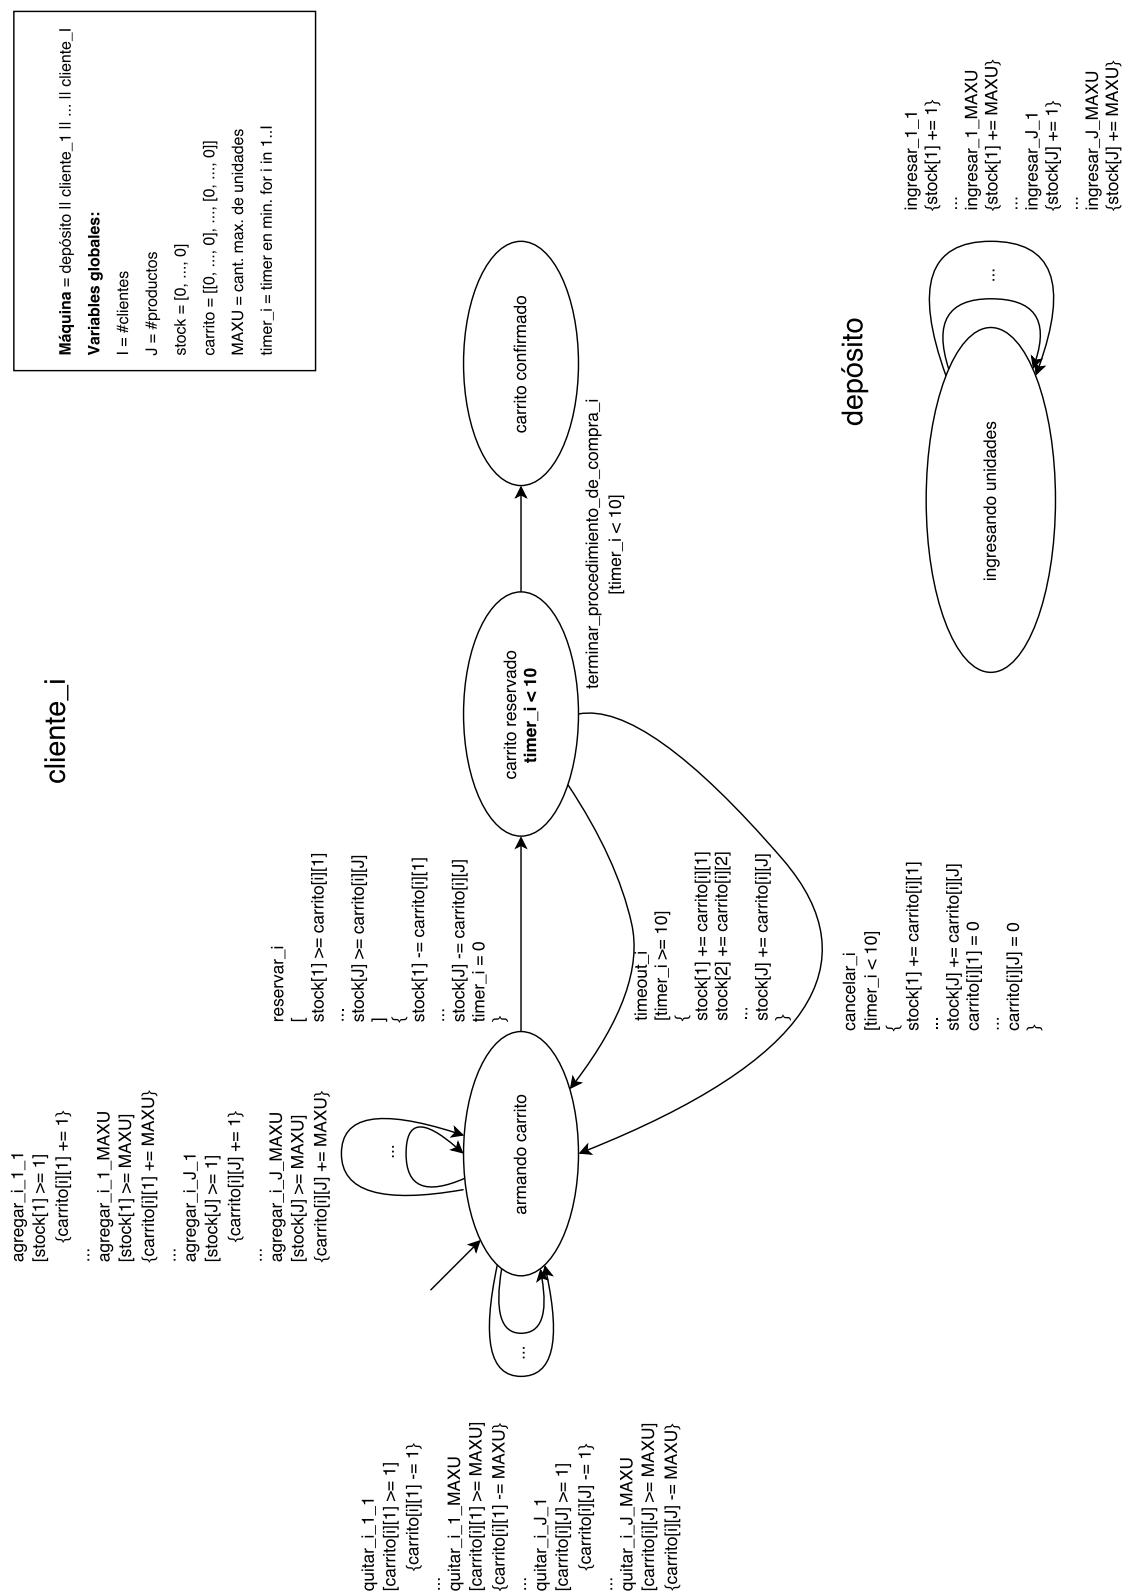 cliente_i
Máquina = depósito || cliente_1 || ... || cliente_I
Variables globales:
I = #clientes
J = #productos
stock = [0, ..., 0]
carrito = [[0, ..., 0], ..., [0, ..., 0]]
MAXU = cant. max. de unidades
timer_i = timer en min. for i in 1..I
agregar_i_1_1
[stock[1] >= 1]
{carrito[i][1] += 1}
...
agregar_i_1_MAXU
[stock[1] >= MAXU]
{carrito[i][1] += MAXU}
...
agregar_i_J_1
[stock[J] >= 1]
{carrito[i][J] += 1}
...
agregar_i_J_MAXU
[stock[J] >= MAXU]
{carrito[i][J] += MAXU}
...
reservar_i
[
stock[1] >= carrito[i][1]
...
stock[J] >= carrito[i][J]
]
{
stock[1] -= carrito[i][1]
...
stock[J] -= carrito[i][J]
timer_i = 0
}
quitar_i_1_1
[carrito[i][1] >= 1]
{carrito[i][1] -= 1}
...
quitar_i_1_MAXU
[carrito[i][1] >= MAXU]
{carrito[i][1] -= MAXU}
...
quitar_i_J_1
[carrito[i][J] >= 1]
{carrito[i][J] -= 1}
...
quitar_i_J_MAXU
[carrito[i][J] >= MAXU]
{carrito[i][J] -= MAXU}
...
armando carrito
carrito reservado
timer_i < 10
carrito confirmado
terminar_procedimiento_de_compra_i
[timer_i < 10]
timeout_i
[timer_i >= 10]
{
stock[1] += carrito[i][1]
stock[2] += carrito[i][2]
...
stock[J] += carrito[i][J]
}
cancelar_i
[timer_i < 10]
{
stock[1] += carrito[i][1]
...
stock[J] += carrito[i][J]
carrito[i][1] = 0
...
carrito[i][J] = 0
}
depósito
ingresando unidades
...
ingresar_1_1
{stock[1] += 1}
...
ingresar_1_MAXU
{stock[1] += MAXU}
...
ingresar_J_1
{stock[J] += 1}
...
ingresar_J_MAXU
{stock[J] += MAXU}